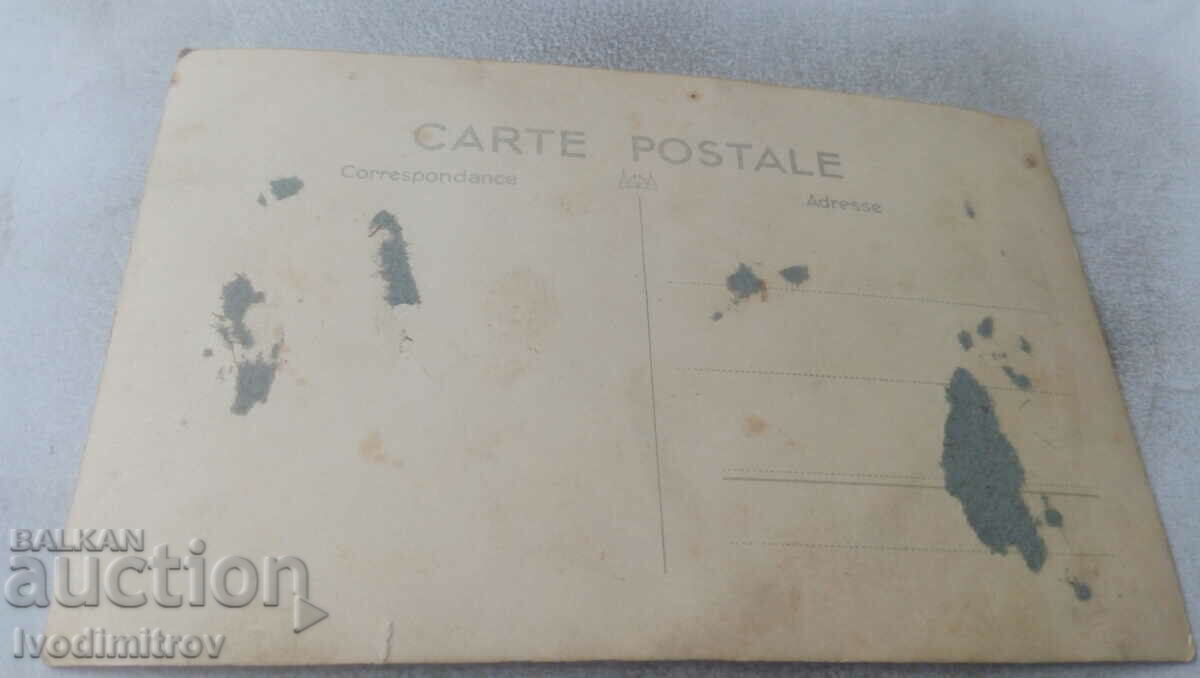 CARTE POSTALE
Correspondance
Adresse
BALKAN
auction
Ivodimitrov